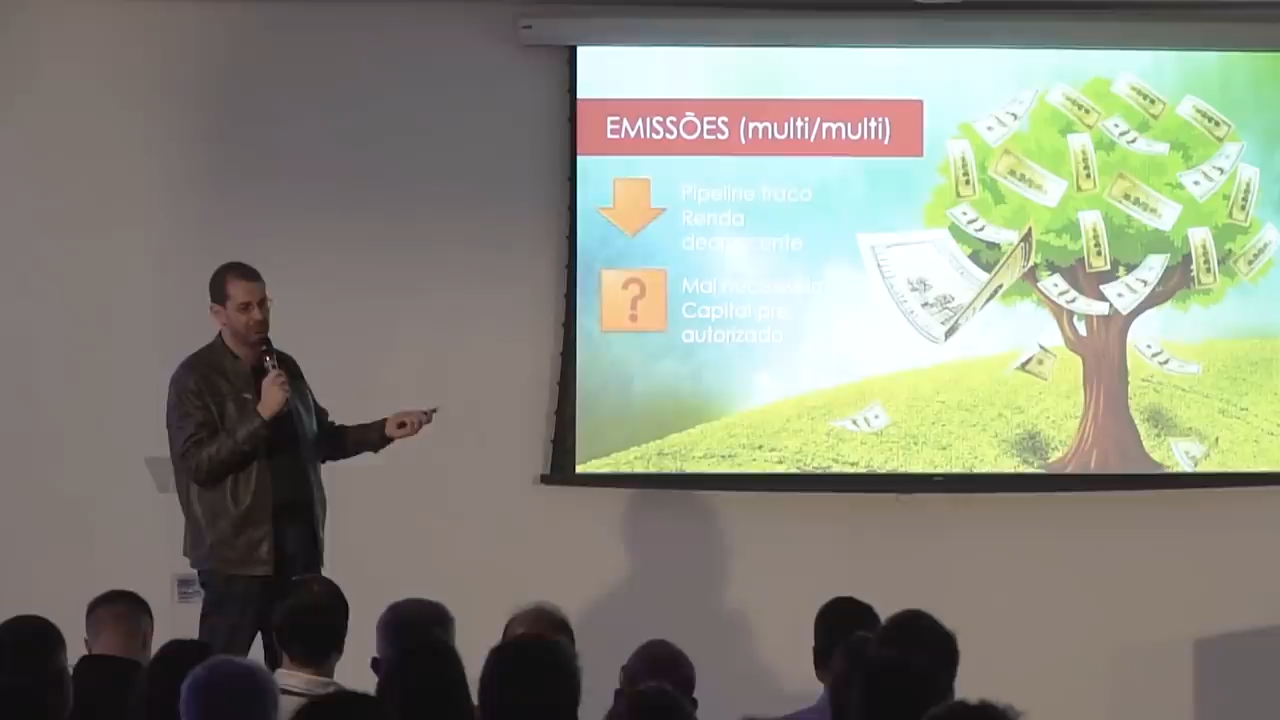 EMISSÕES (multi/multi)
Pipeline fraco
Renda
decrescente
?
Mal necessário
Capital pré
autorizado